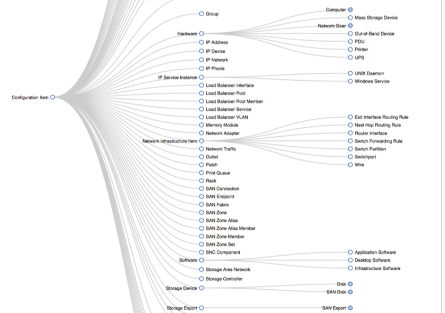 Configuration Item
Group
Hardware
IP Address
IP Device
IP Network
IP Phone
IP Service Instance
Load Balancer Interface
Load Balancer Pool
Load Balancer Pool Member
Load Balancer Service
Load Balancer VLAN
Memory Module
Network Adapter
Network Infrastructure Item
Network Traffic
Outlet
Patch
Print Queue
Rack
SAN Connection
SAN Endpoint
SAN Fabric
SAN Zone
SAN Zone Alias
SAN Zone Alias Member
SAN Zone Member
SAN Zone Set
SNC Component
Software
Storage Area Network
Storage Controller
Storage Device
Storage Export
Computer
Mass Storage Device
Network Gear
Out-of-Band Device
PDU
Printer
UPS
UNIX Daemon
Windows Service
Exit Interface Routing Rule
Next Hop Routing Rule
Router Interface
Switch Forwarding Rule
Switch Partition
Switchport
Wire
Application Software
Desktop Software
Infrastructure Software
Disk
SAN Disk
SAN Export